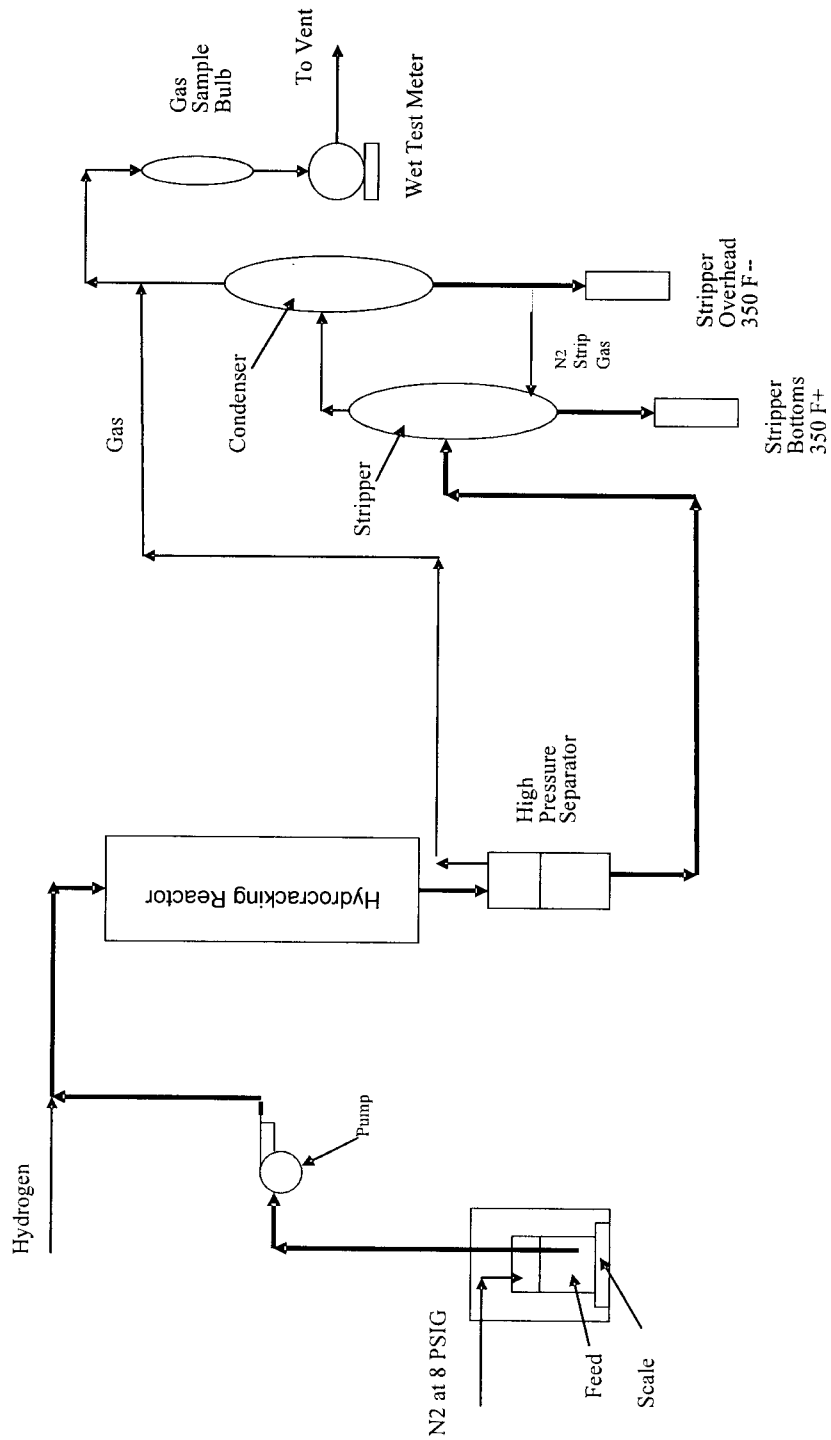 Hydrogen
N2 at 8 PSIG
Feed
Scale
Pump
Hydrocracking Reactor
High
Pressure
Separator
Gas
Stripper
Condenser
N2
Strip
Gas
Stripper
Bottoms
350 F+
Stripper
Overhead
350 F--
Gas
Sample
Bulb
To Vent
Wet Test Meter